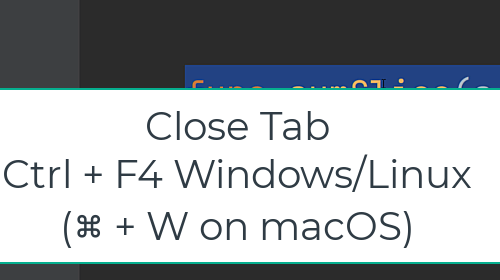 Close Tab
Ctrl + F4 Windows/Linux
(⌘ + W on macOS)